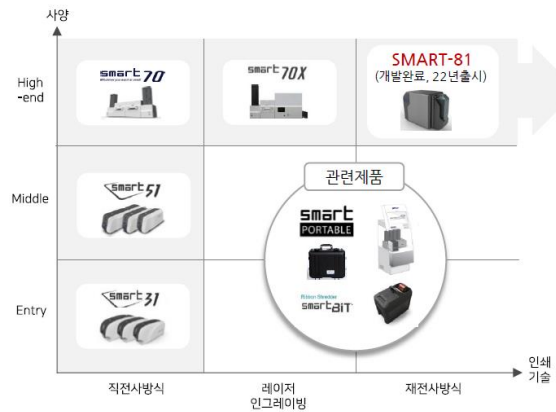 사양
High
-end
smart 70
smart 70X
SMART-81
(개발완료, 22년출시)
Middle
smart 51
관련제품
smart
PORTABLE
Entry
smart 31
smart BIT
직전사방식
레이저
인그레이빙
재전사방식
인쇄
기술